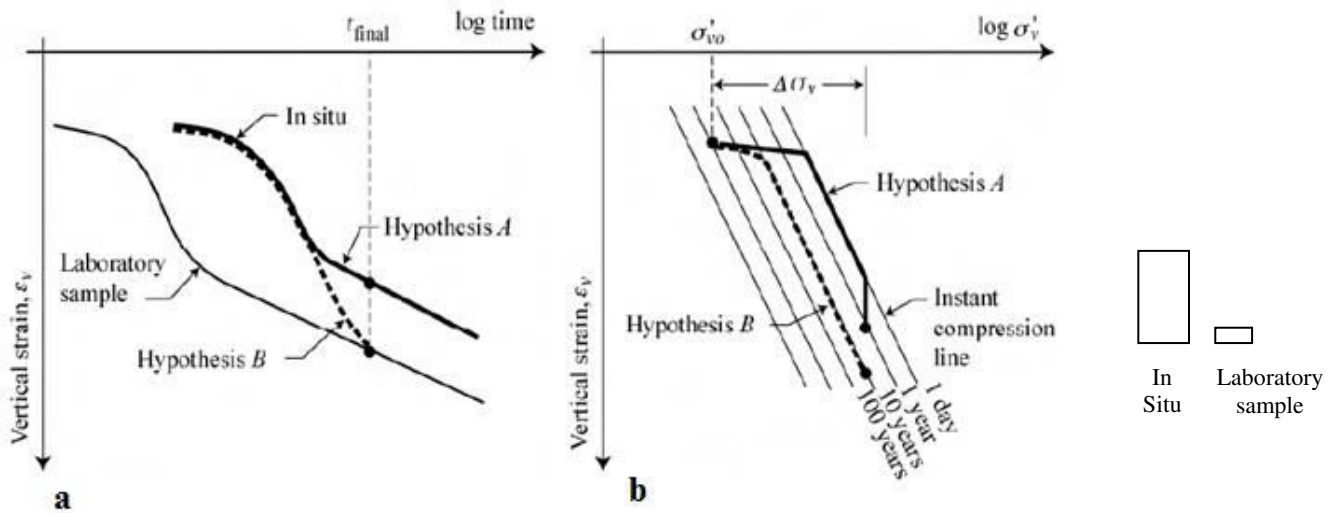 t_final
log time
In situ
Hypothesis A
Laboratory
sample
Hypothesis B
Vertical strain, ε_v
a
σ'_vo
log σ'_v
Δσ_v
Hypothesis A
Hypothesis B
Instant
compression
line
1 day
1 year
10 years
100 years
Vertical strain, ε_v
b
In
Situ
Laboratory
sample